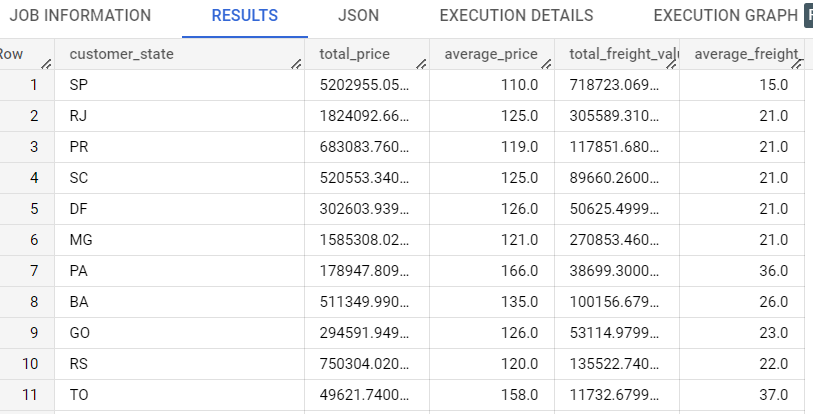 JOB INFORMATION RESULTS JSON EXECUTION DETAILS EXECUTION GRAPH P
Row customer_state total_price average_price total_freight_valu average_freight_
1 SP 5202955.05... 110.0 718723.069... 15.0
2 RJ 1824092.66... 125.0 305589.310... 21.0
3 PR 683083.760... 119.0 117851.680... 21.0
4 SC 520553.340... 125.0 89660.2600... 21.0
5 DF 302603.939... 126.0 50625.4999... 21.0
6 MG 1585308.02... 121.0 270853.460... 21.0
7 PA 178947.809... 166.0 38699.3000... 36.0
8 BA 511349.990... 135.0 100156.679... 26.0
9 GO 294591.949... 126.0 53114.9799... 23.0
10 RS 750304.020... 120.0 135522.740... 22.0
11 TO 49621.7400... 158.0 11732.6799... 37.0